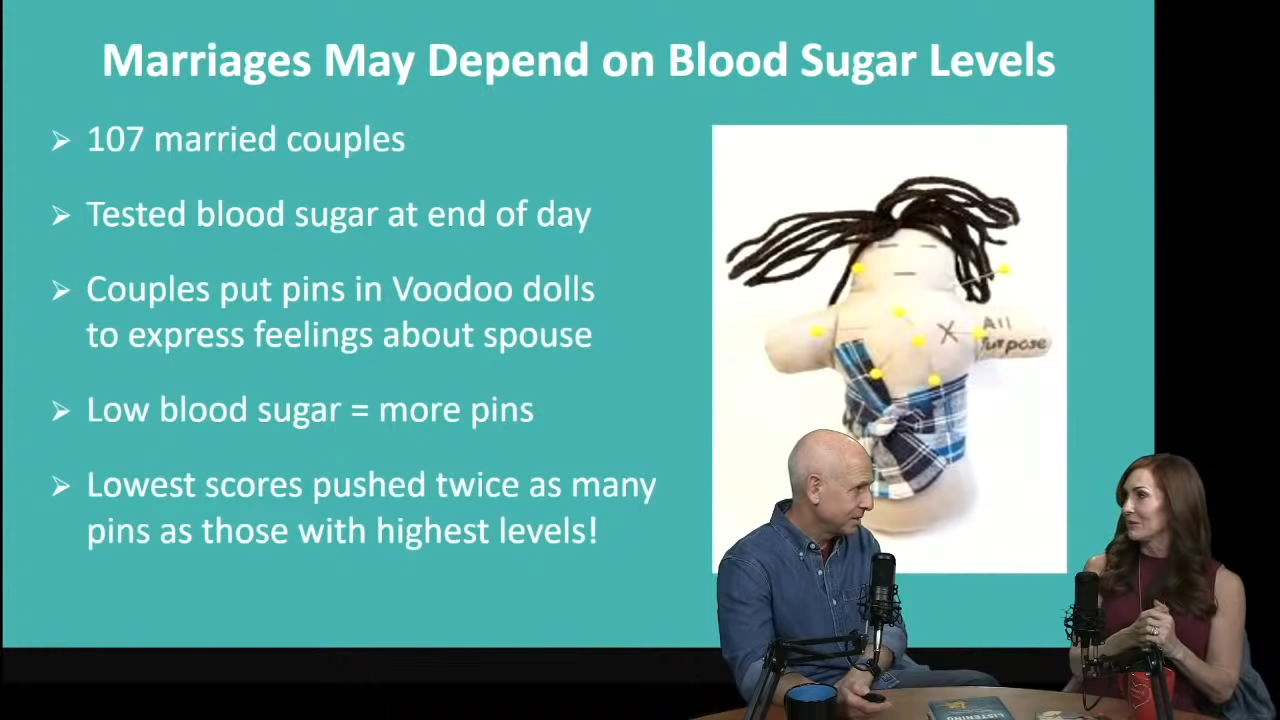 Marriages May Depend on Blood Sugar Levels
107 married couples
Tested blood sugar at end of day
Couples put pins in Voodoo dolls
to express feelings about spouse
Low blood sugar = more pins
Lowest scores pushed twice as many
pins as those with highest levels!
X All
Purpose
LISTENING